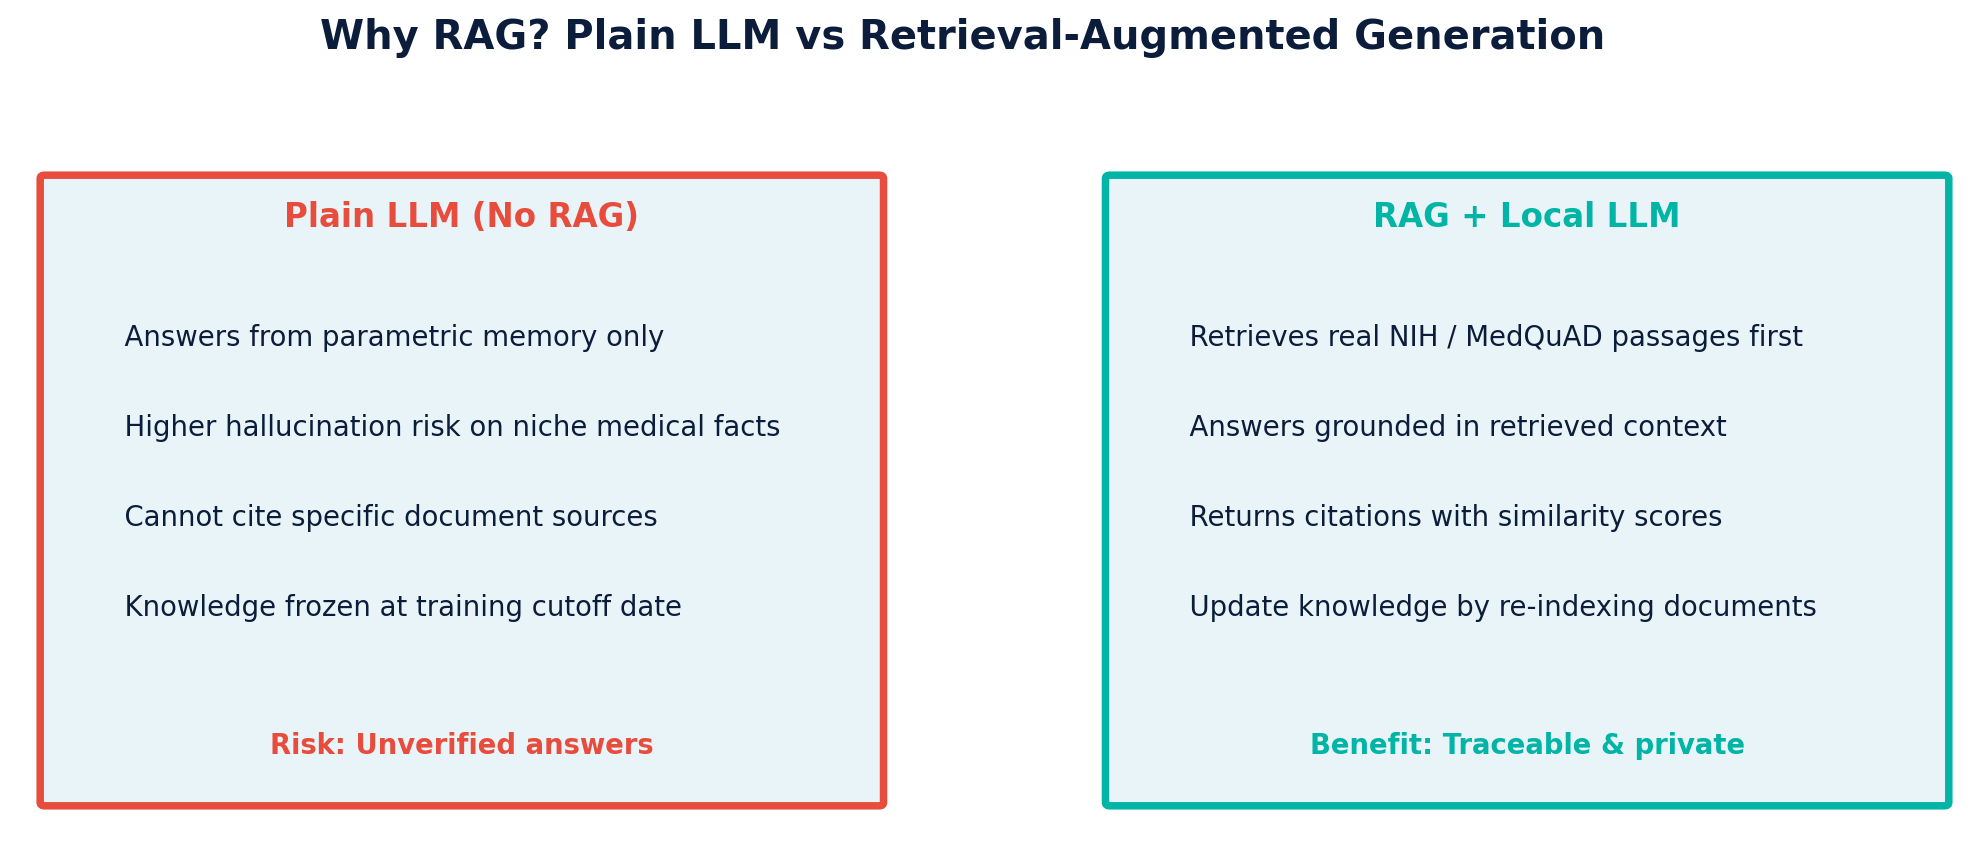 Why RAG? Plain LLM vs Retrieval-Augmented Generation
Plain LLM (No RAG)
Answers from parametric memory only
Higher hallucination risk on niche medical facts
Cannot cite specific document sources
Knowledge frozen at training cutoff date
Risk: Unverified answers
RAG + Local LLM
Retrieves real NIH / MedQuAD passages first
Answers grounded in retrieved context
Returns citations with similarity scores
Update knowledge by re-indexing documents
Benefit: Traceable & private